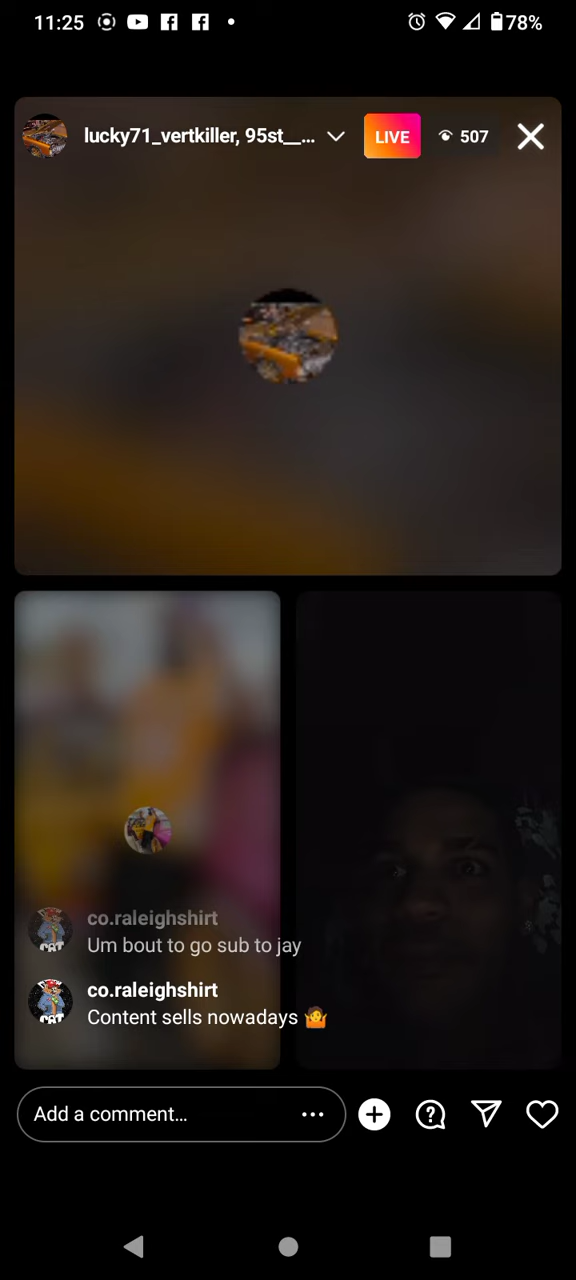 11:25
78%
lucky71_vertkiller, 95st__...
LIVE
507
co.raleighshirt
Um bout to go sub to jay
co.raleighshirt
Content sells nowadays 🤷
Add a comment...